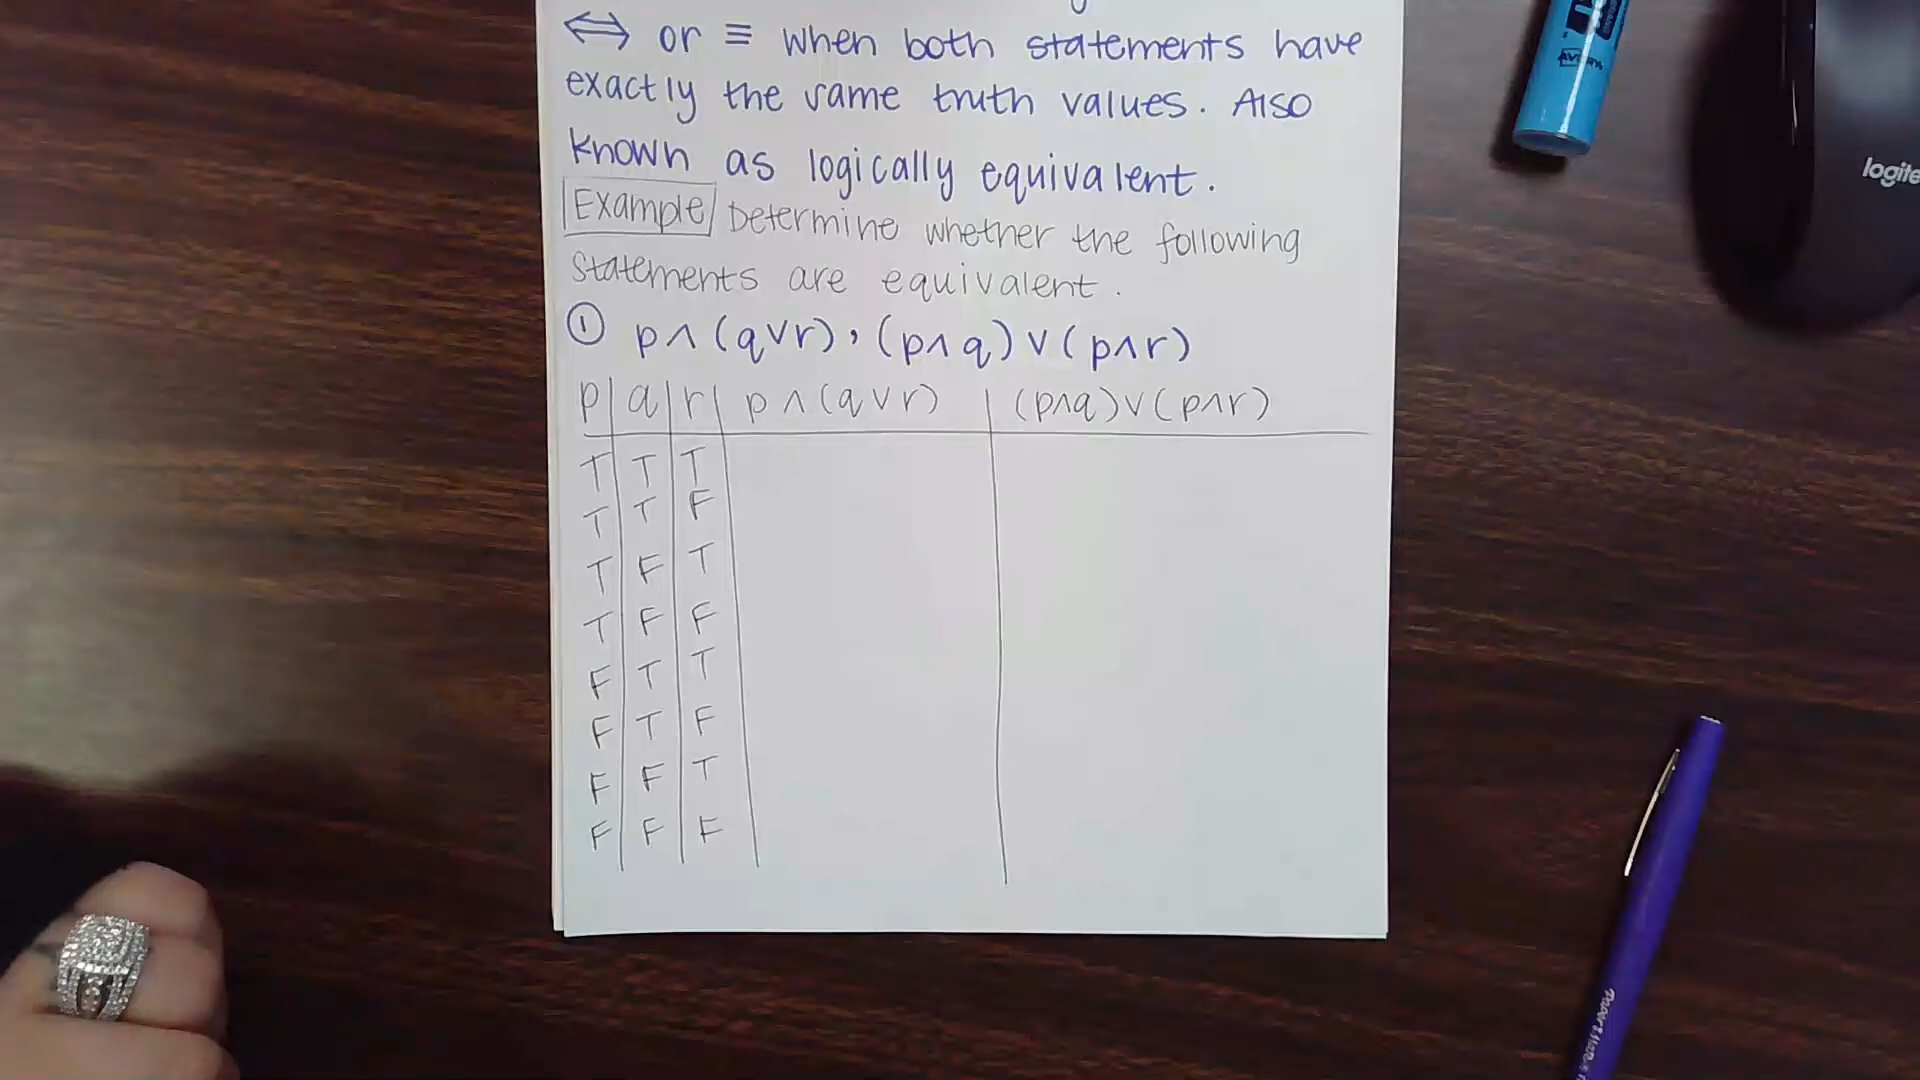 ⇔ or ≡ when both statements have
exactly the same truth values. Also
known as logically equivalent.
Example Determine whether the following
statements are equivalent.
① p∧(q∨r), (p∧q)∨(p∧r)
p q r p∧(q∨r) (p∧q)∨(p∧r)
T T T
T T F
T F T
T F F
F T T
F T F
F F T
F F F
AVERY